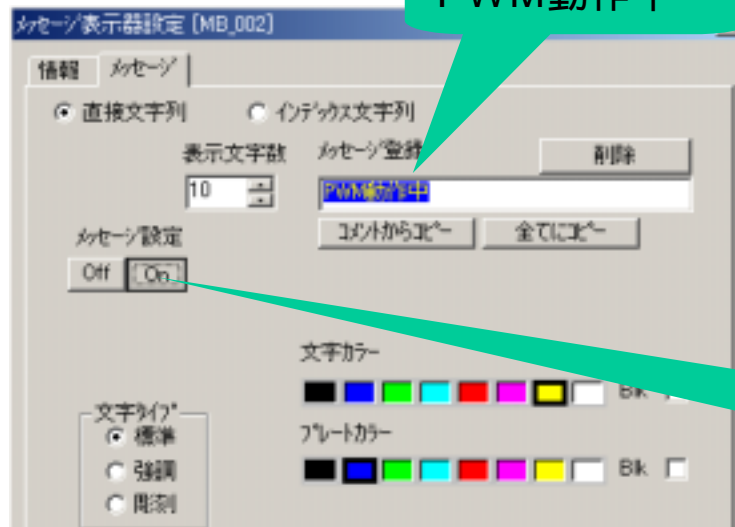 PWM動作中
メッセージ表示器設定 [MB_002]
情報 メッセージ
直接文字列 インデックス文字列
表示文字数 メッセージ登録 削除
10 PWM動作中
コメントからコピー 全てにコピー
メッセージ設定
Off On
文字カラー
Blk
文字タイプ
標準 プレートカラー
強調 Blk
彫刻